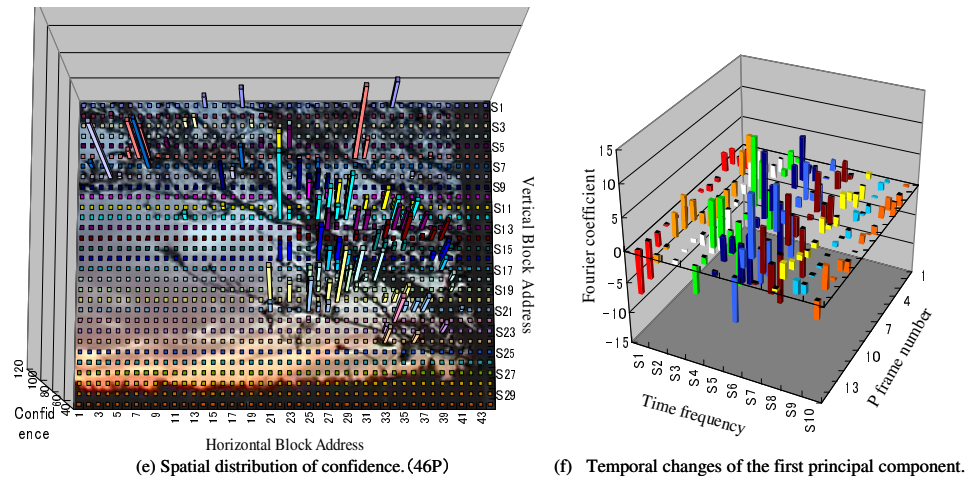 S1
S3
S5
S7
S9
S11
S13
S15
S17
S19
S21
S23
S25
S27
S29
Vertical Block Address
120
100
80
60
40
Confid
ence
1 3 5 7 9 11 13 15 17 19 21 23 25 27 29 31 33 35 37 39 41 43
Horizontal Block Address
(e) Spatial distribution of confidence. (46P)
15
10
5
0
-5
-10
-15
Fourier coefficient
S1 S2 S3 S4 S5 S6 S7 S8 S9 S10
Time frequency
1
4
7
10
13
P frame number
(f) Temporal changes of the first principal component.